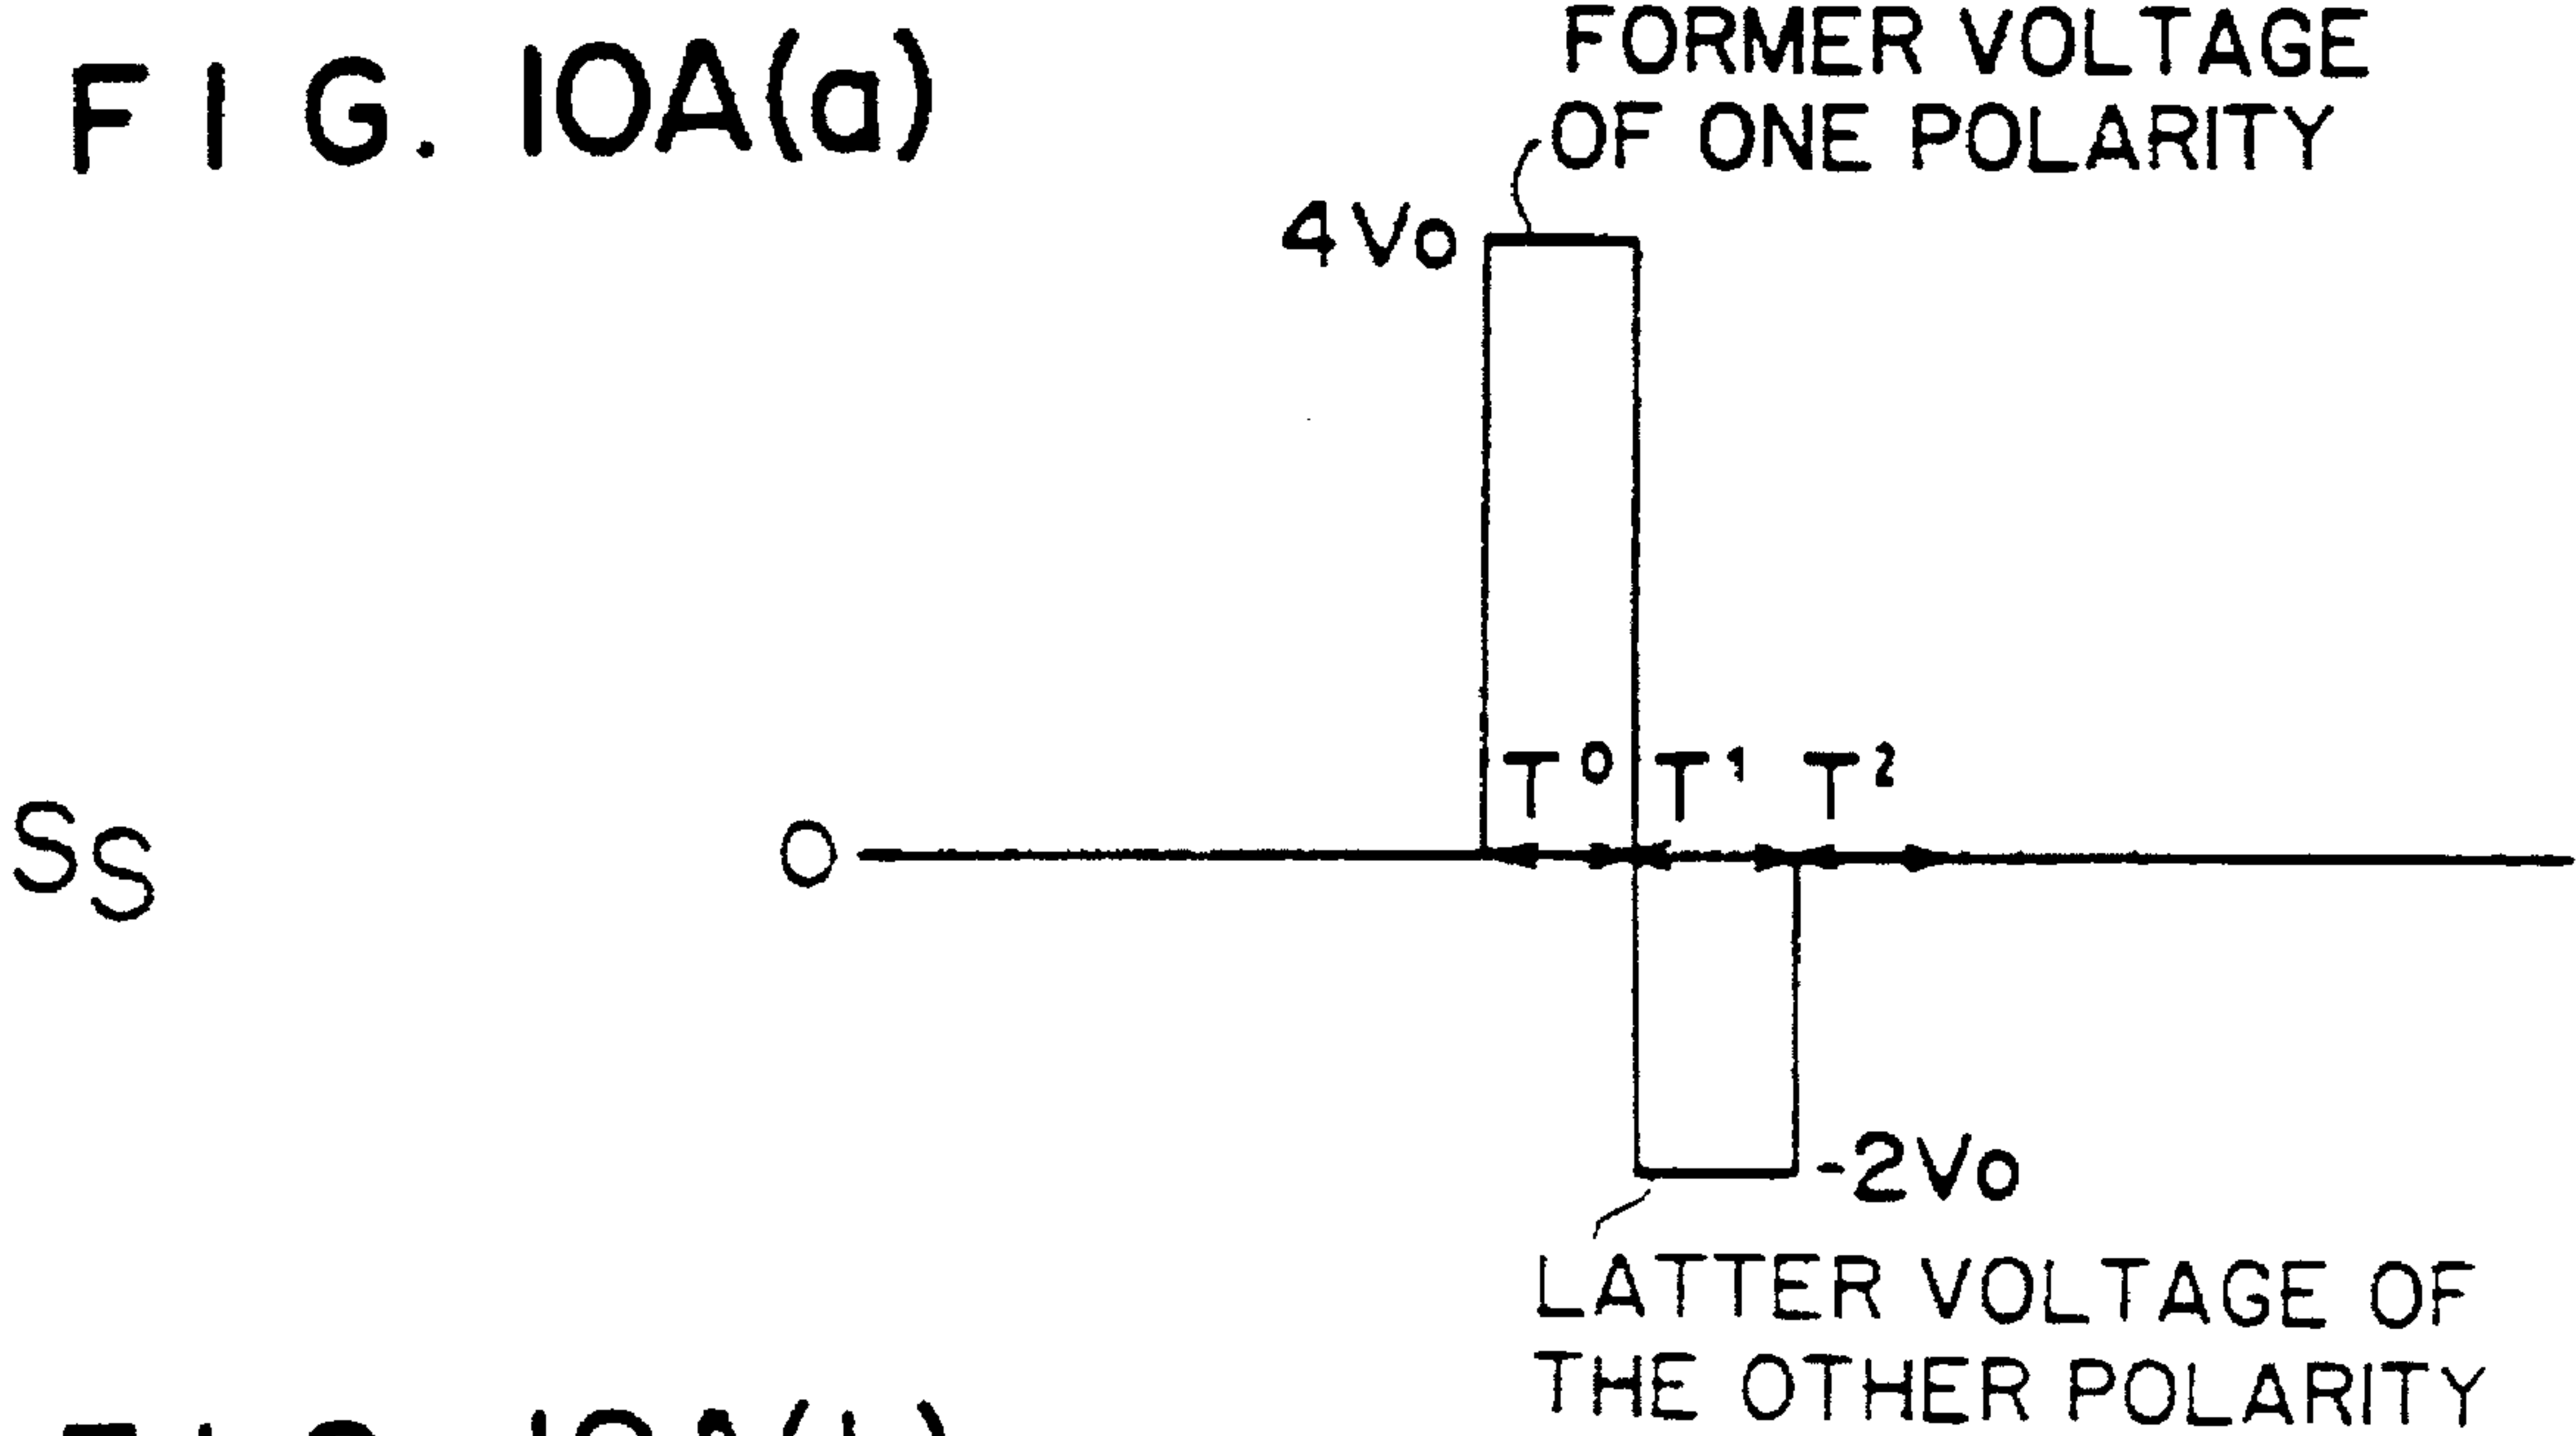 FIG. 10A(a)
FORMER VOLTAGE
OF ONE POLARITY
4Vo
T⁰ T¹ T²
SS
0
-2Vo
LATTER VOLTAGE OF
THE OTHER POLARITY